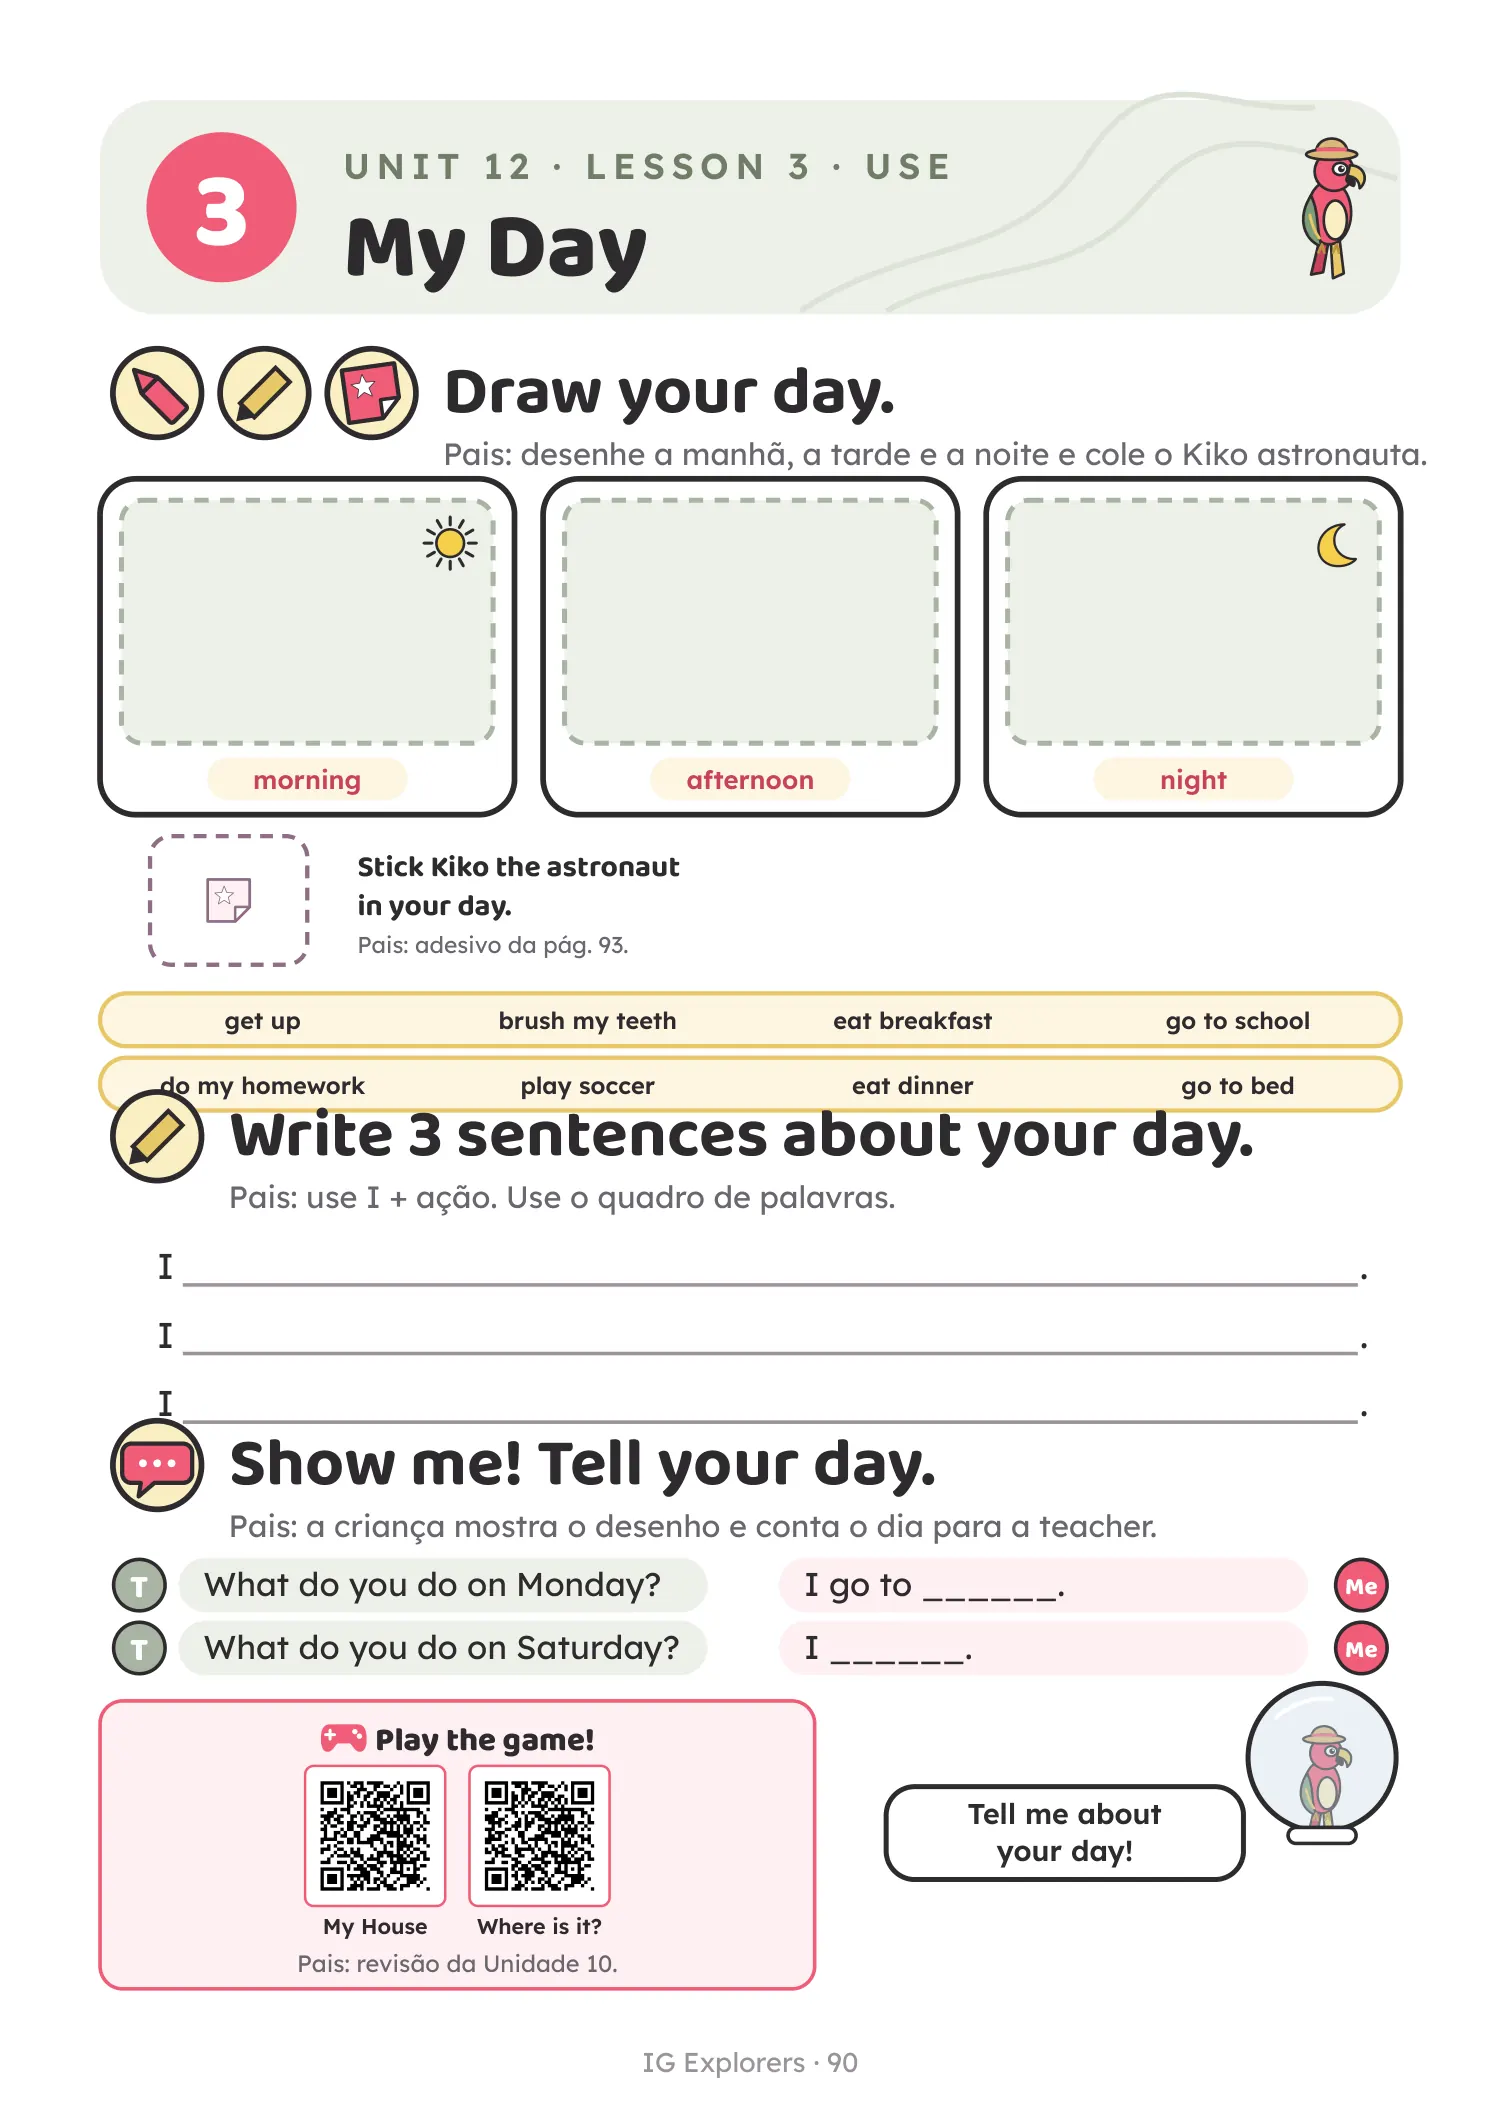 3
UNIT 12 · LESSON 3 · USE
My Day
Draw your day.
Pais: desenhe a manhã, a tarde e a noite e cole o Kiko astronauta.
morning
afternoon
night
Stick Kiko the astronaut
in your day.
Pais: adesivo da pág. 93.
get up brush my teeth eat breakfast go to school
do my homework play soccer eat dinner go to bed
Write 3 sentences about your day.
Pais: use I + ação. Use o quadro de palavras.
I ______.
I ______.
I ______.
Show me! Tell your day.
Pais: a criança mostra o desenho e conta o dia para a teacher.
T What do you do on Monday? I go to ______. Me
T What do you do on Saturday? I ______. Me
Play the game!
My House Where is it?
Pais: revisão da Unidade 10.
Tell me about
your day!
IG Explorers · 90